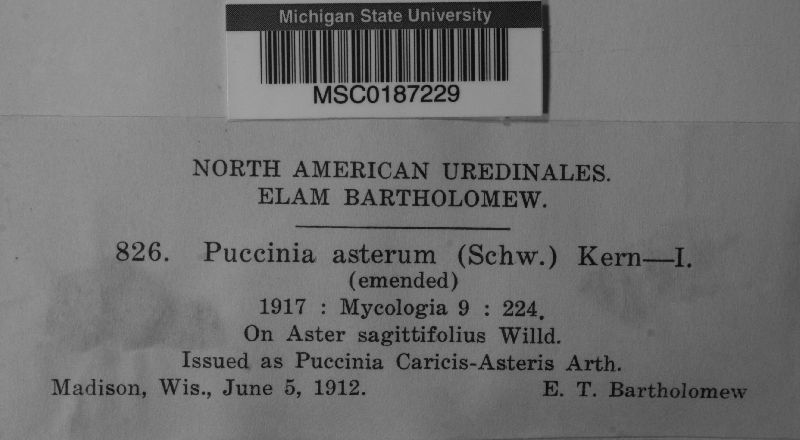 Michigan State University
MSC0187229
NORTH AMERICAN UREDINALES.
ELAM BARTHOLOMEW.
826. Puccinia asterum (Schw.) Kern—I.
(emended)
1917 : Mycologia 9 : 224.
On Aster sagittifolius Willd.
Issued as Puccinia Caricis-Asteris Arth.
Madison, Wis., June 5, 1912. E. T. Bartholomew